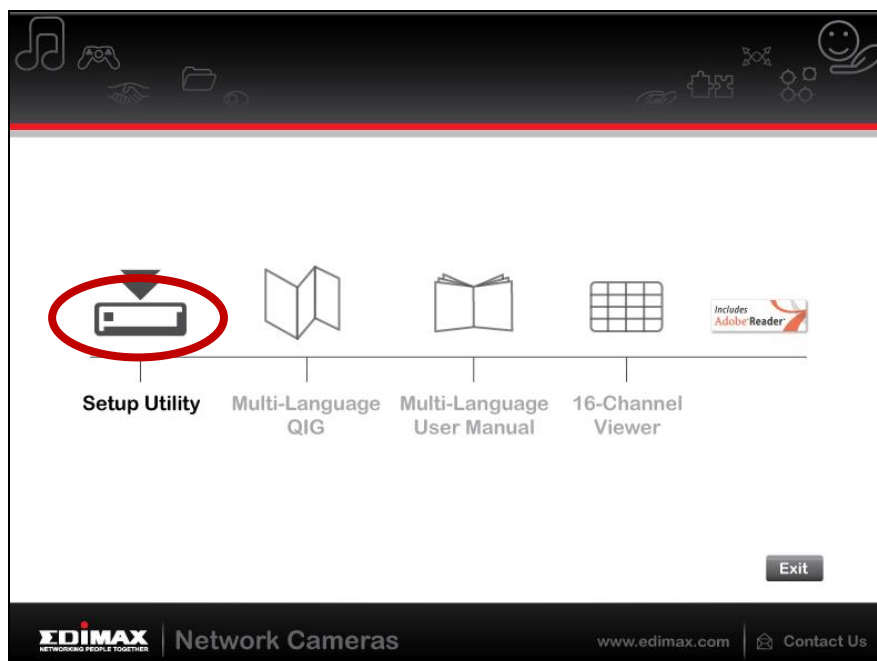 Includes
Adobe Reader
Setup Utility
Multi-Language
QIG
Multi-Language
User Manual
16-Channel
Viewer
Exit
EDIMAX
NETWORKING PEOPLE TOGETHER
Network Cameras
www.edimax.com
Contact Us